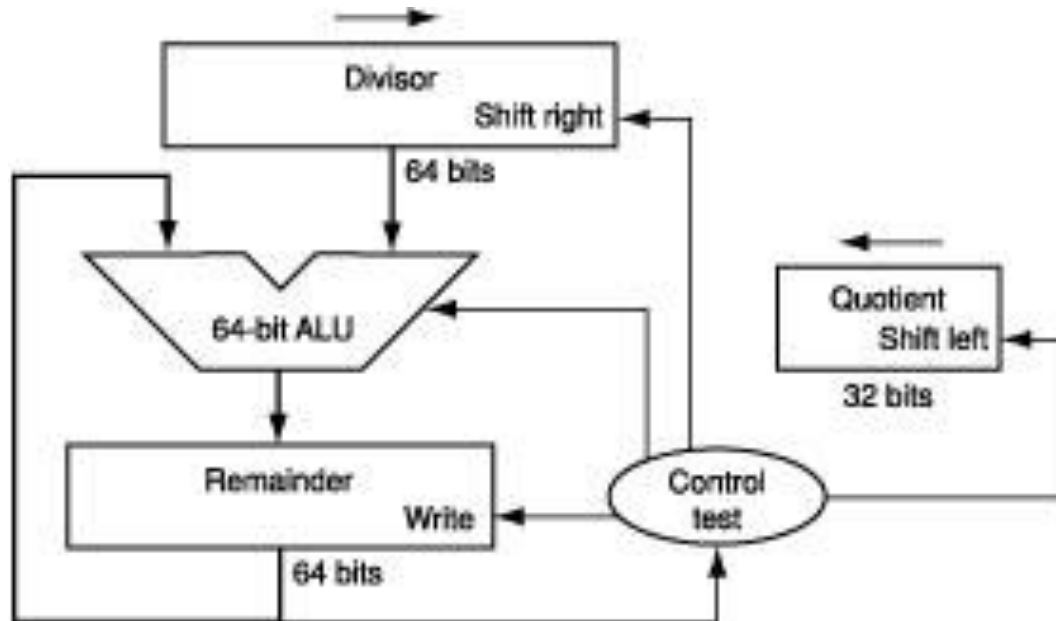 Divisor
Shift right
64 bits
64-bit ALU
Quotient
Shift left
32 bits
Remainder
Write
64 bits
Control
test